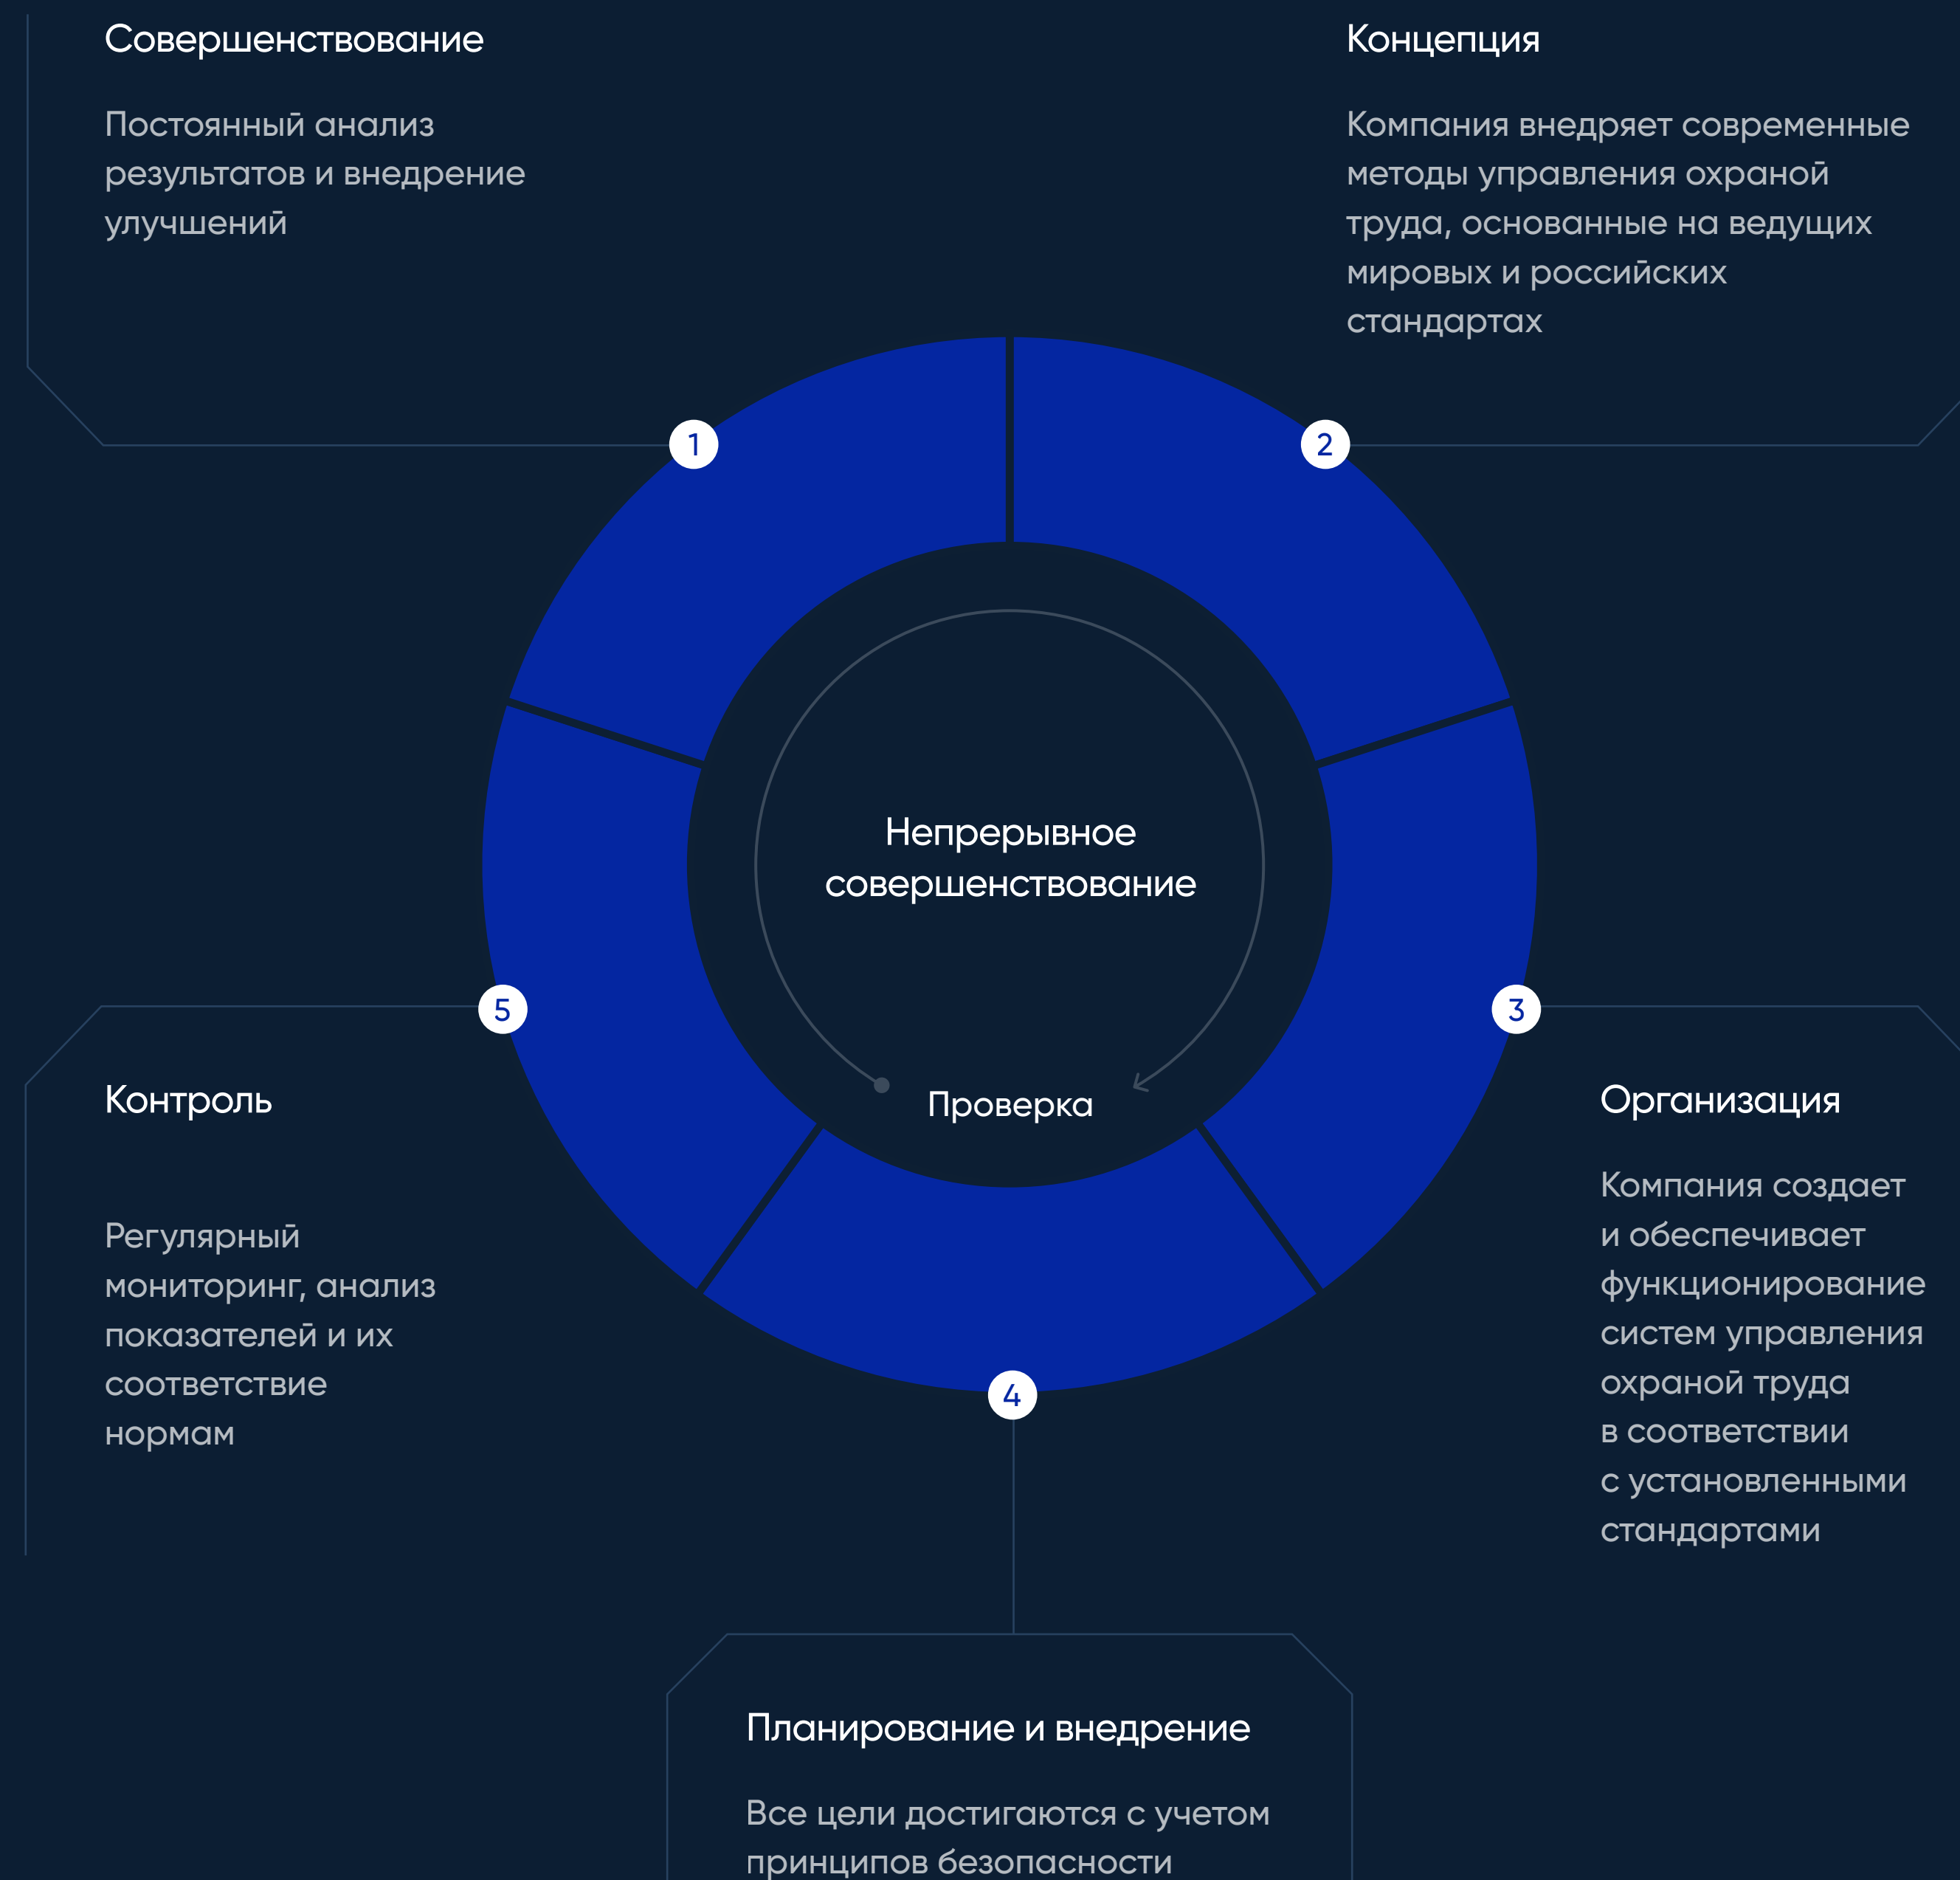 Совершенствование
Постоянный анализ
результатов и внедрение
улучшений
Концепция
Компания внедряет современные
методы управления охраной
труда, основанные на ведущих
мировых и российских
стандартах
1
2
Непрерывное
совершенствование
Проверка
5
3
Контроль
Регулярный
мониторинг, анализ
показателей и их
соответствие
нормам
Организация
Компания создает
и обеспечивает
функционирование
систем управления
охраной труда
в соответствии
с установленными
стандартами
4
Планирование и внедрение
Все цели достигаются с учетом
принципов безопасности